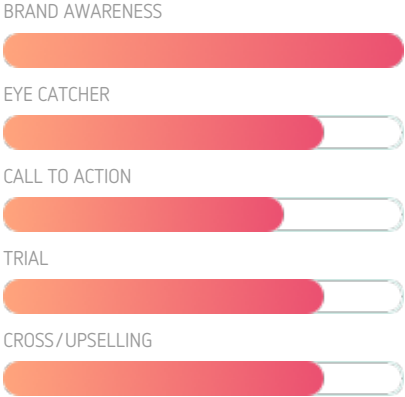 BRAND AWARENESS
EYE CATCHER
CALL TO ACTION
TRIAL
CROSS/UPSELLING